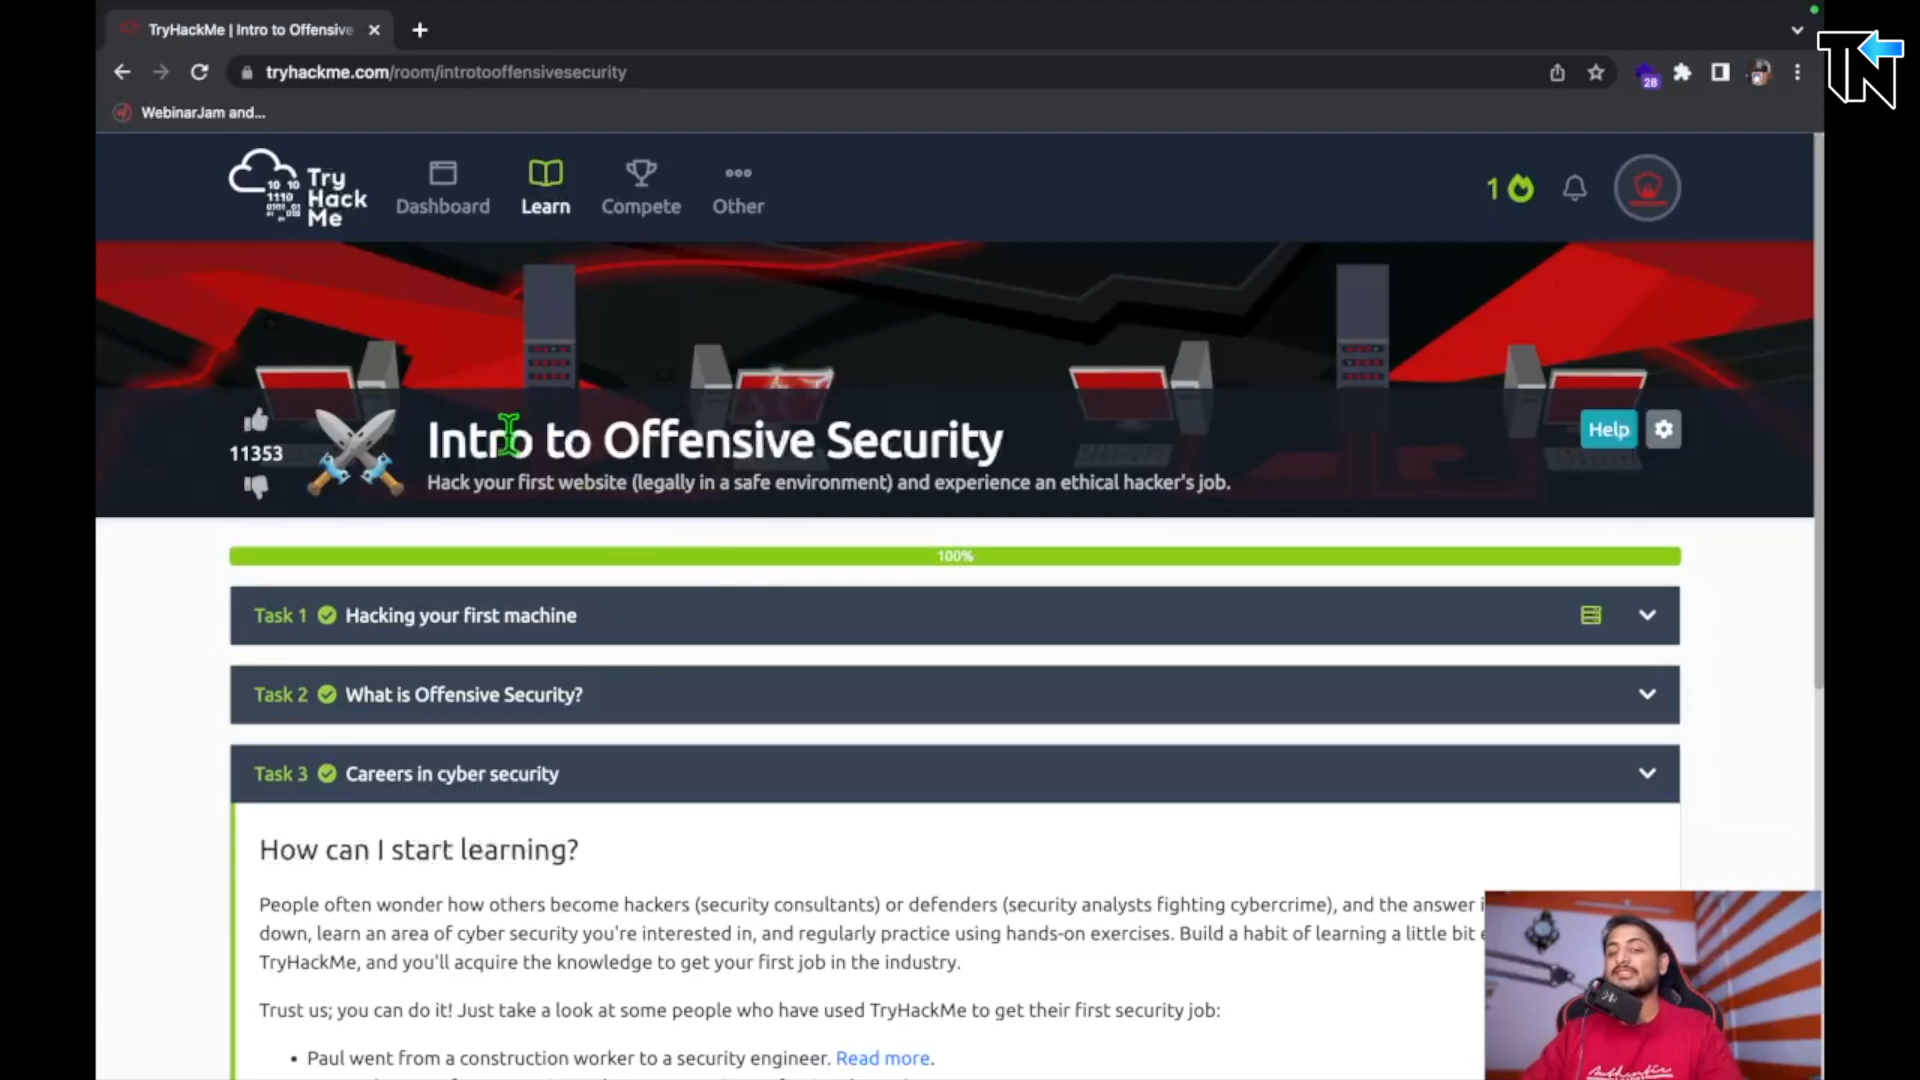 TryHackMe | Intro to Offensive
tryhackme.com/room/introtooffensivesecurity
28
TN
WebinarJam and...
Try
Hack
Me
10 10
1110
Dashboard
Learn
Compete
Other
1
11353
Intro to Offensive Security
Hack your first website (legally in a safe environment) and experience an ethical hacker's job.
Help
100%
Task 1 Hacking your first machine
Task 2 What is Offensive Security?
Task 3 Careers in cyber security
How can I start learning?
People often wonder how others become hackers (security consultants) or defenders (security analysts fighting cybercrime), and the answer
down, learn an area of cyber security you're interested in, and regularly practice using hands-on exercises. Build a habit of learning a little bit
TryHackMe, and you'll acquire the knowledge to get your first job in the industry.
Trust us; you can do it! Just take a look at some people who have used TryHackMe to get their first security job:
• Paul went from a construction worker to a security engineer. Read more.
Authentic